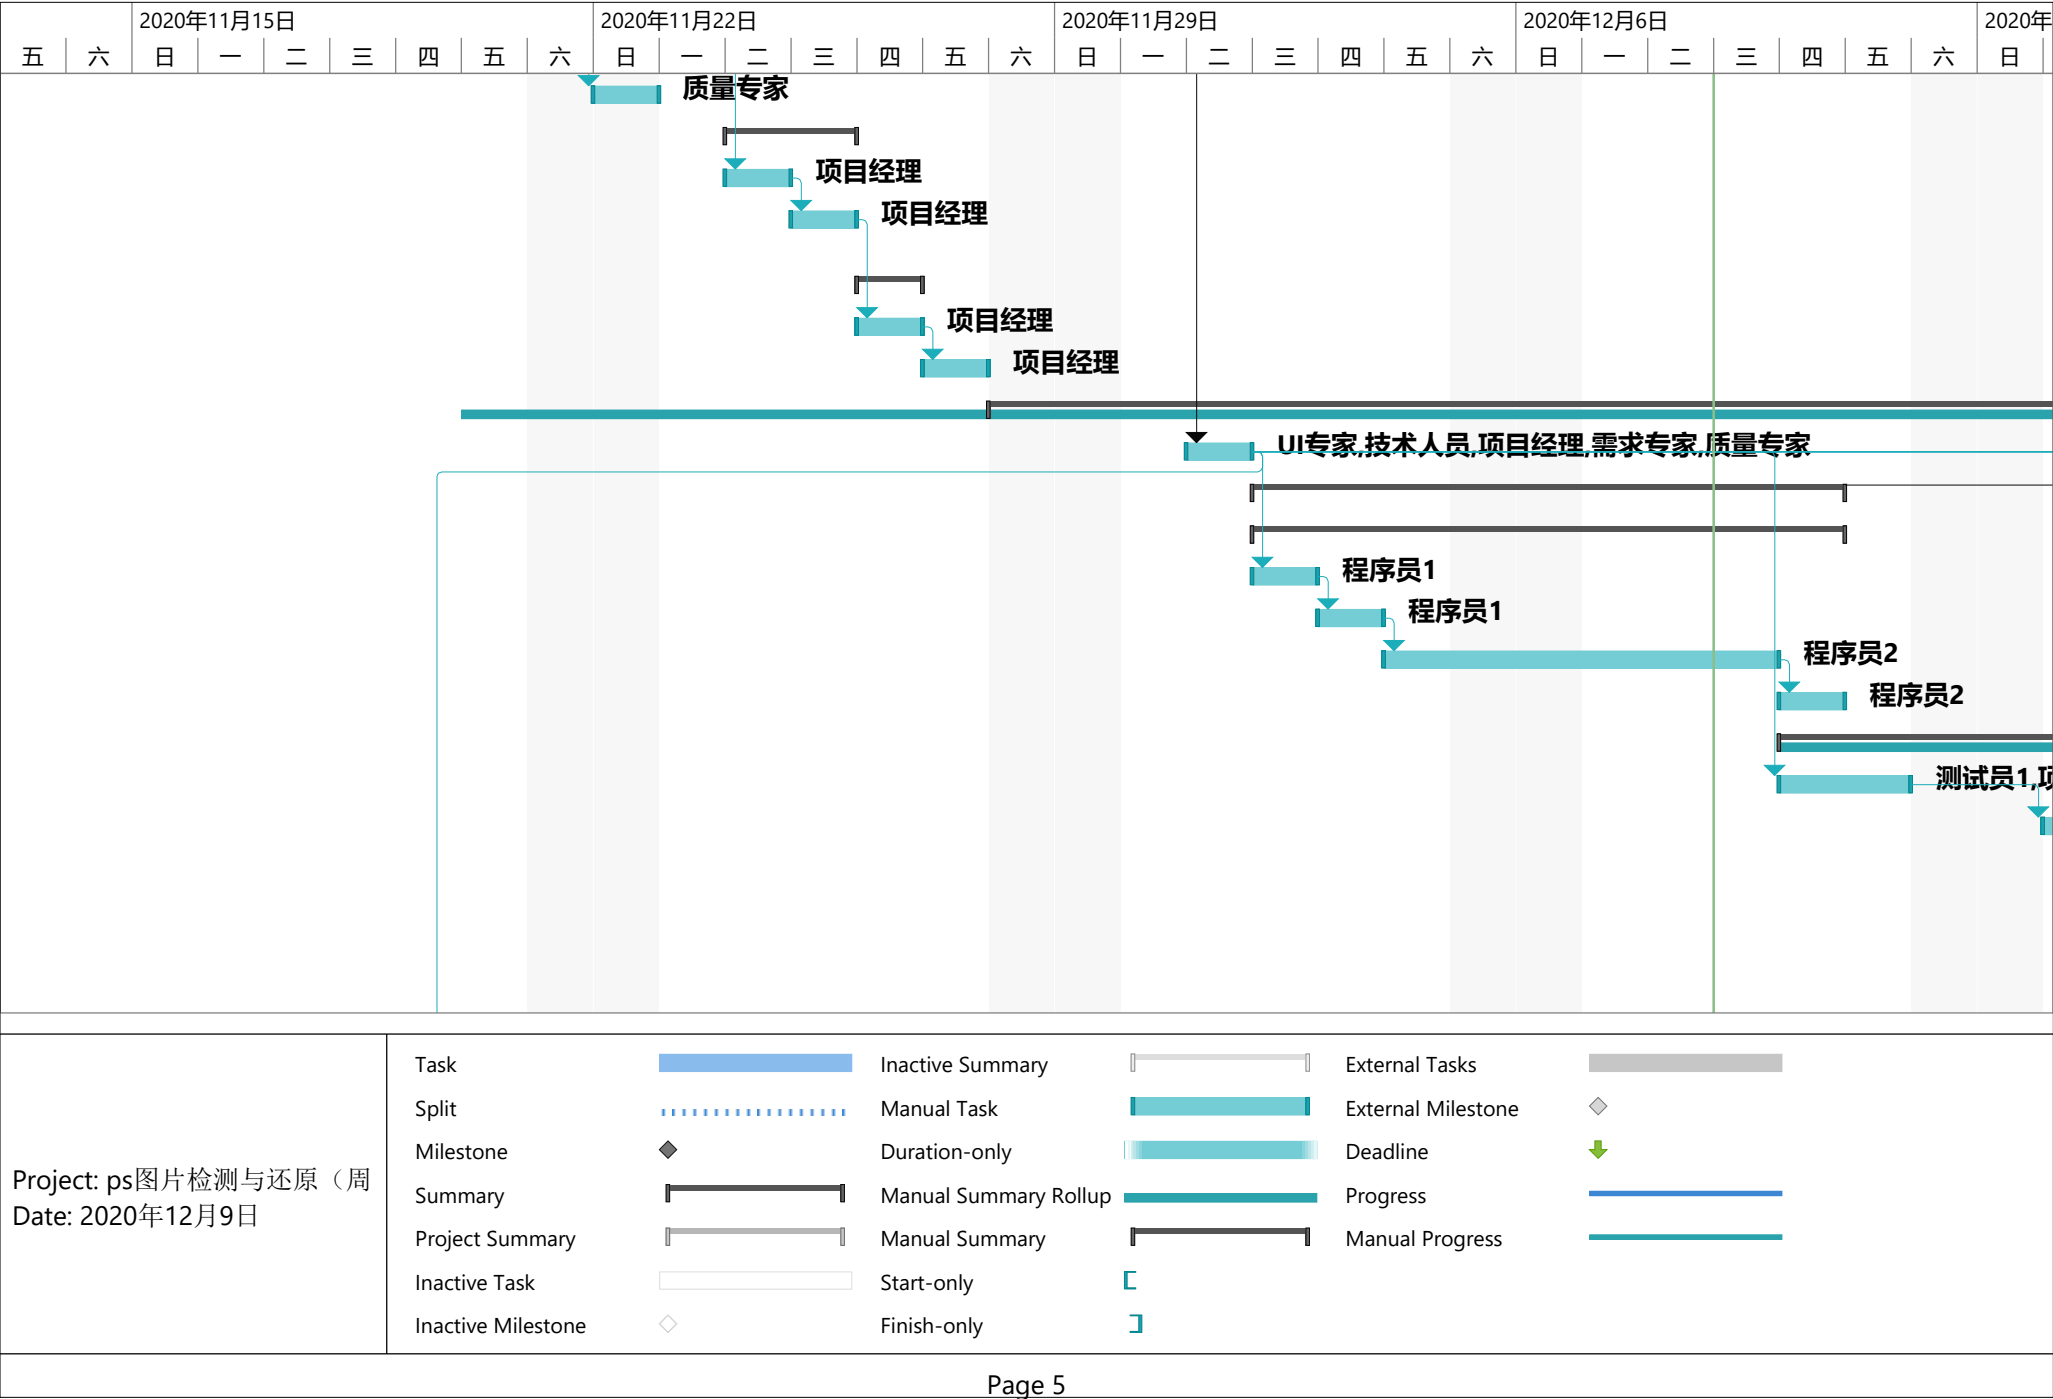 2020年11月15日 2020年11月22日 2020年11月29日 2020年12月6日 2020年
五 六 日 一 二 三 四 五 六 日 一 二 三 四 五 六 日 一 二 三 四 五 六 日 一 二 三 四 五 六 日
质量专家
项目经理
项目经理
项目经理
项目经理
UI专家,技术人员,项目经理,需求专家,质量专家
程序员1
程序员1
程序员2
程序员2
测试员1,项
Project: ps图片检测与还原（周
Date: 2020年12月9日
Task
Split
Milestone
Summary
Project Summary
Inactive Task
Inactive Milestone
Inactive Summary
Manual Task
Duration-only
Manual Summary Rollup
Manual Summary
Start-only
Finish-only
External Tasks
External Milestone
Deadline
Progress
Manual Progress
Page 5